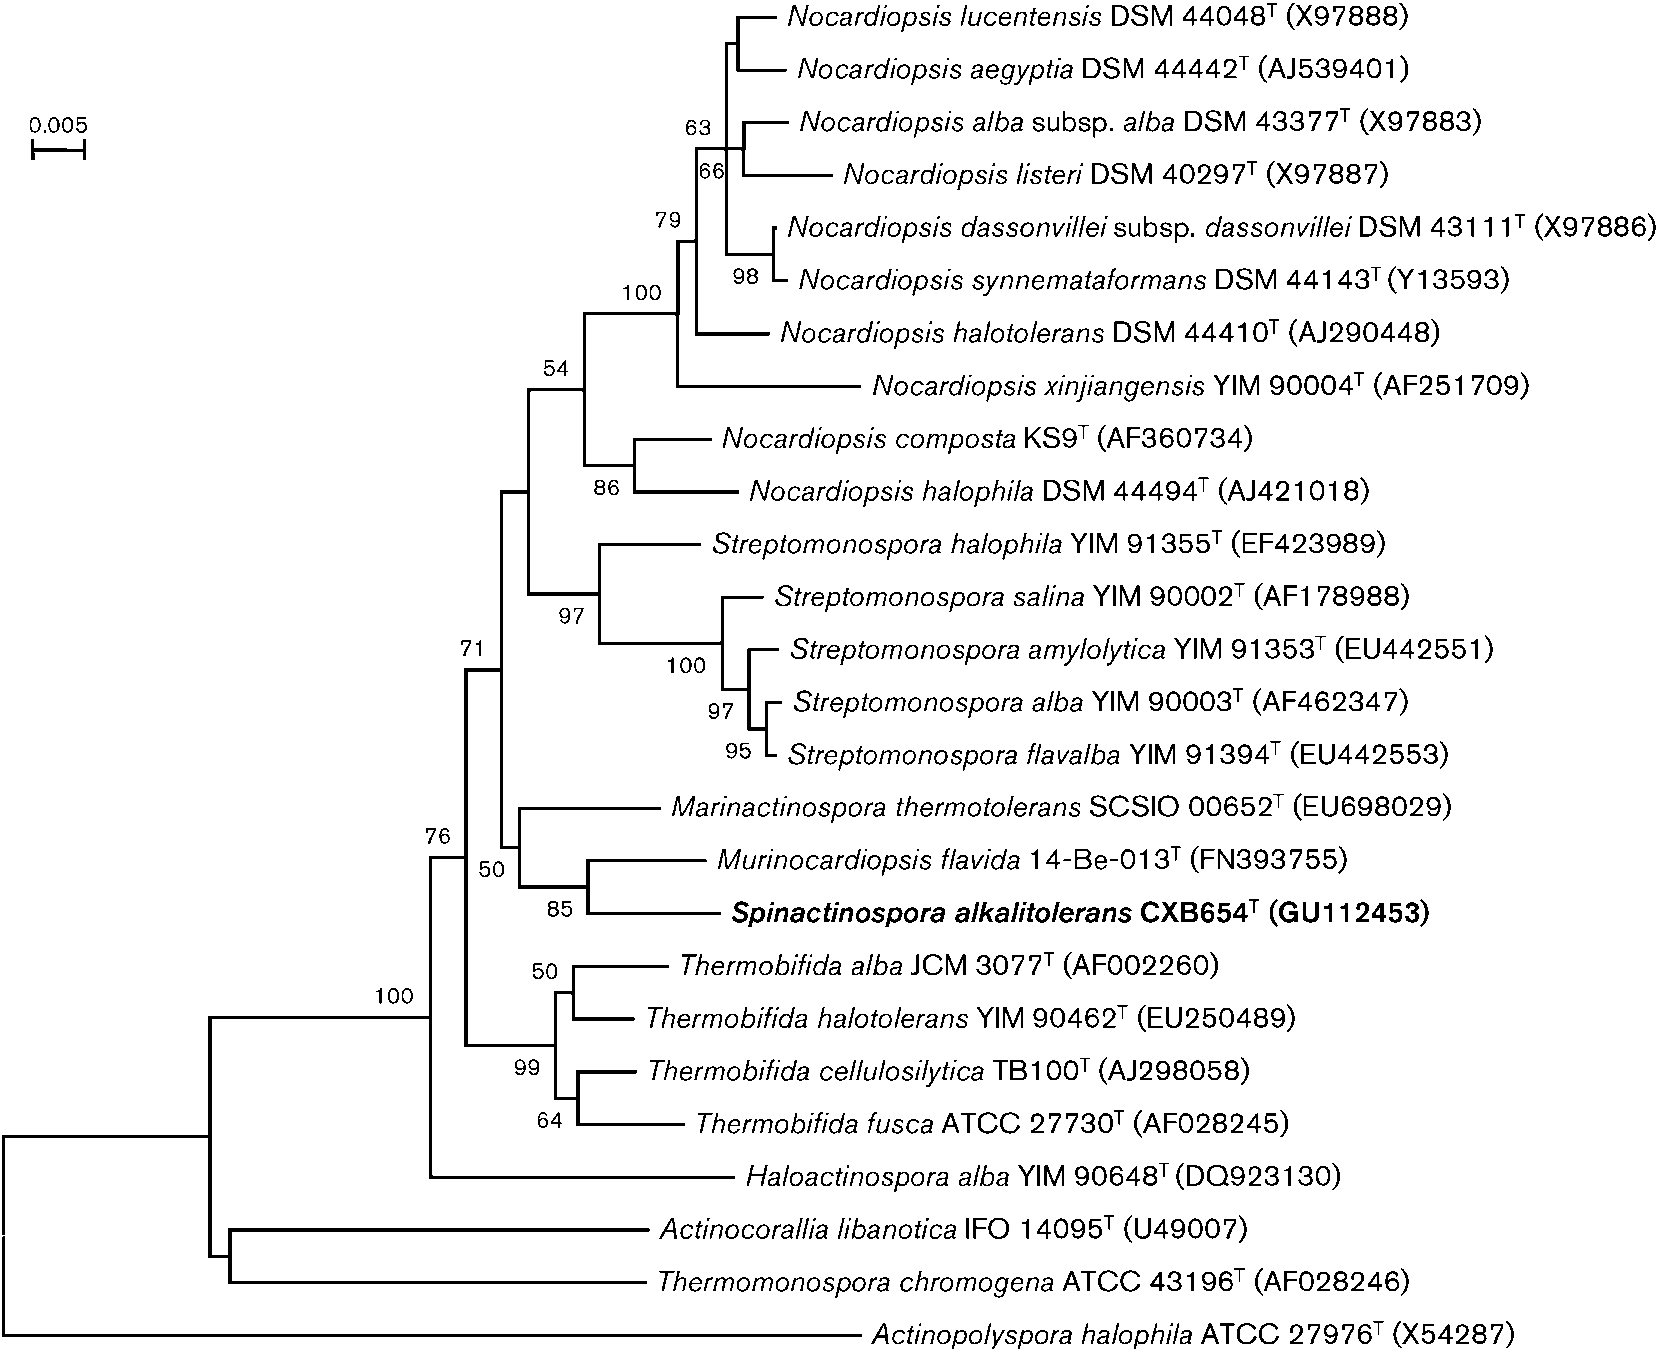 Nocardiopsis lucentensis DSM 44048ᵀ (X97888)
Nocardiopsis aegyptia DSM 44442ᵀ (AJ539401)
0.005
Nocardiopsis alba subsp. alba DSM 43377ᵀ (X97883)
63
66
Nocardiopsis listeri DSM 40297ᵀ (X97887)
79
Nocardiopsis dassonvillei subsp. dassonvillei DSM 43111ᵀ (X97886)
98
Nocardiopsis synnemataformans DSM 44143ᵀ (Y13593)
100
Nocardiopsis halotolerans DSM 44410ᵀ (AJ290448)
54
Nocardiopsis xinjiangensis YIM 90004ᵀ (AF251709)
Nocardiopsis composta KS9ᵀ (AF360734)
86
Nocardiopsis halophila DSM 44494ᵀ (AJ421018)
Streptomonospora halophila YIM 91355ᵀ (EF423989)
97
Streptomonospora salina YIM 90002ᵀ (AF178988)
71
Streptomonospora amylolytica YIM 91353ᵀ (EU442551)
100
97
Streptomonospora alba YIM 90003ᵀ (AF462347)
95
Streptomonospora flavalba YIM 91394ᵀ (EU442553)
Marinactinospora thermotolerans SCSIO 00652ᵀ (EU698029)
76
50
Murinocardiopsis flavida 14-Be-013ᵀ (FN393755)
85
Spinactinospora alkalitolerans CXB654ᵀ (GU112453)
50
Thermobifida alba JCM 3077ᵀ (AF002260)
100
Thermobifida halotolerans YIM 90462ᵀ (EU250489)
99
Thermobifida cellulosilytica TB100ᵀ (AJ298058)
64
Thermobifida fusca ATCC 27730ᵀ (AF028245)
Haloactinospora alba YIM 90648ᵀ (DQ923130)
Actinocorallia libanotica IFO 14095ᵀ (U49007)
Thermomonospora chromogena ATCC 43196ᵀ (AF028246)
Actinopolyspora halophila ATCC 27976ᵀ (X54287)